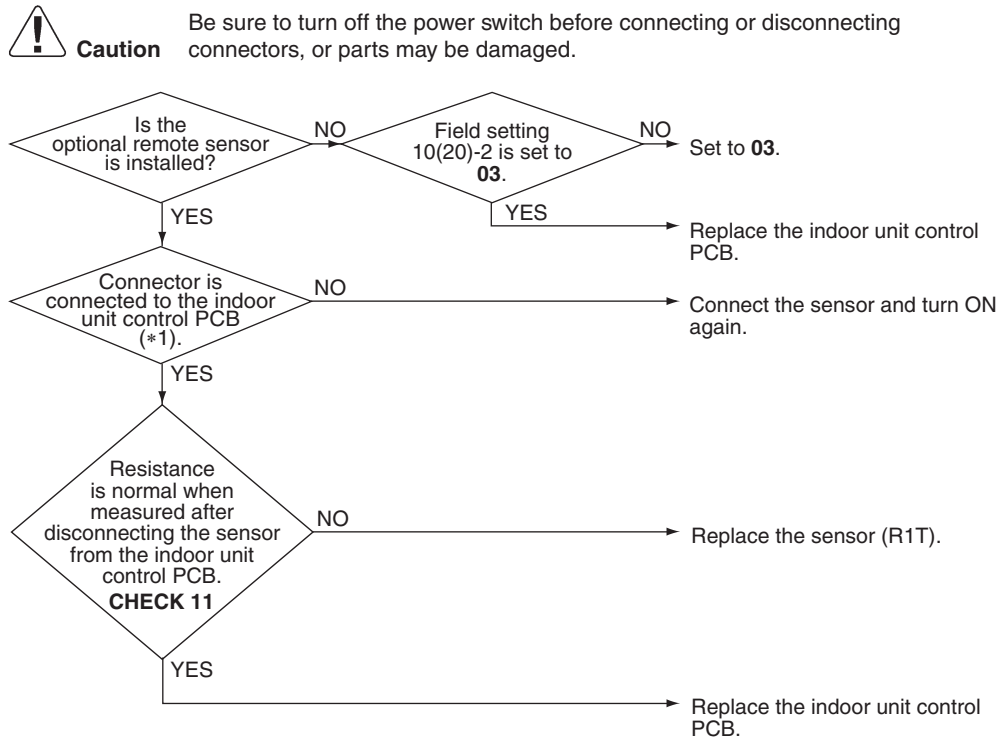 Be sure to turn off the power switch before connecting or disconnecting
Caution connectors, or parts may be damaged.
Is the
optional remote sensor
is installed?
NO
Field setting
10(20)-2 is set to
03.
NO
Set to 03.
YES
YES
Replace the indoor unit control
PCB.
Connector is
connected to the indoor
unit control PCB
(*1).
NO
Connect the sensor and turn ON
again.
YES
Resistance
is normal when
measured after
disconnecting the sensor
from the indoor unit
control PCB.
CHECK 11
NO
Replace the sensor (R1T).
YES
Replace the indoor unit control
PCB.